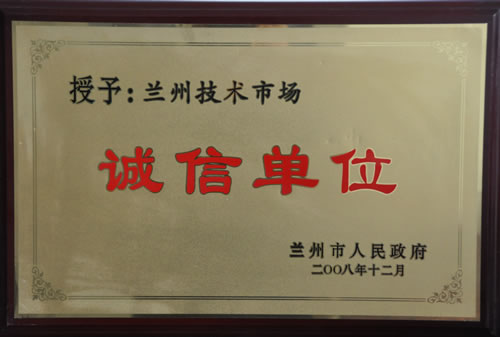 授予：兰州技术市场
诚信单位
兰州市人民政府
二〇〇八年十二月